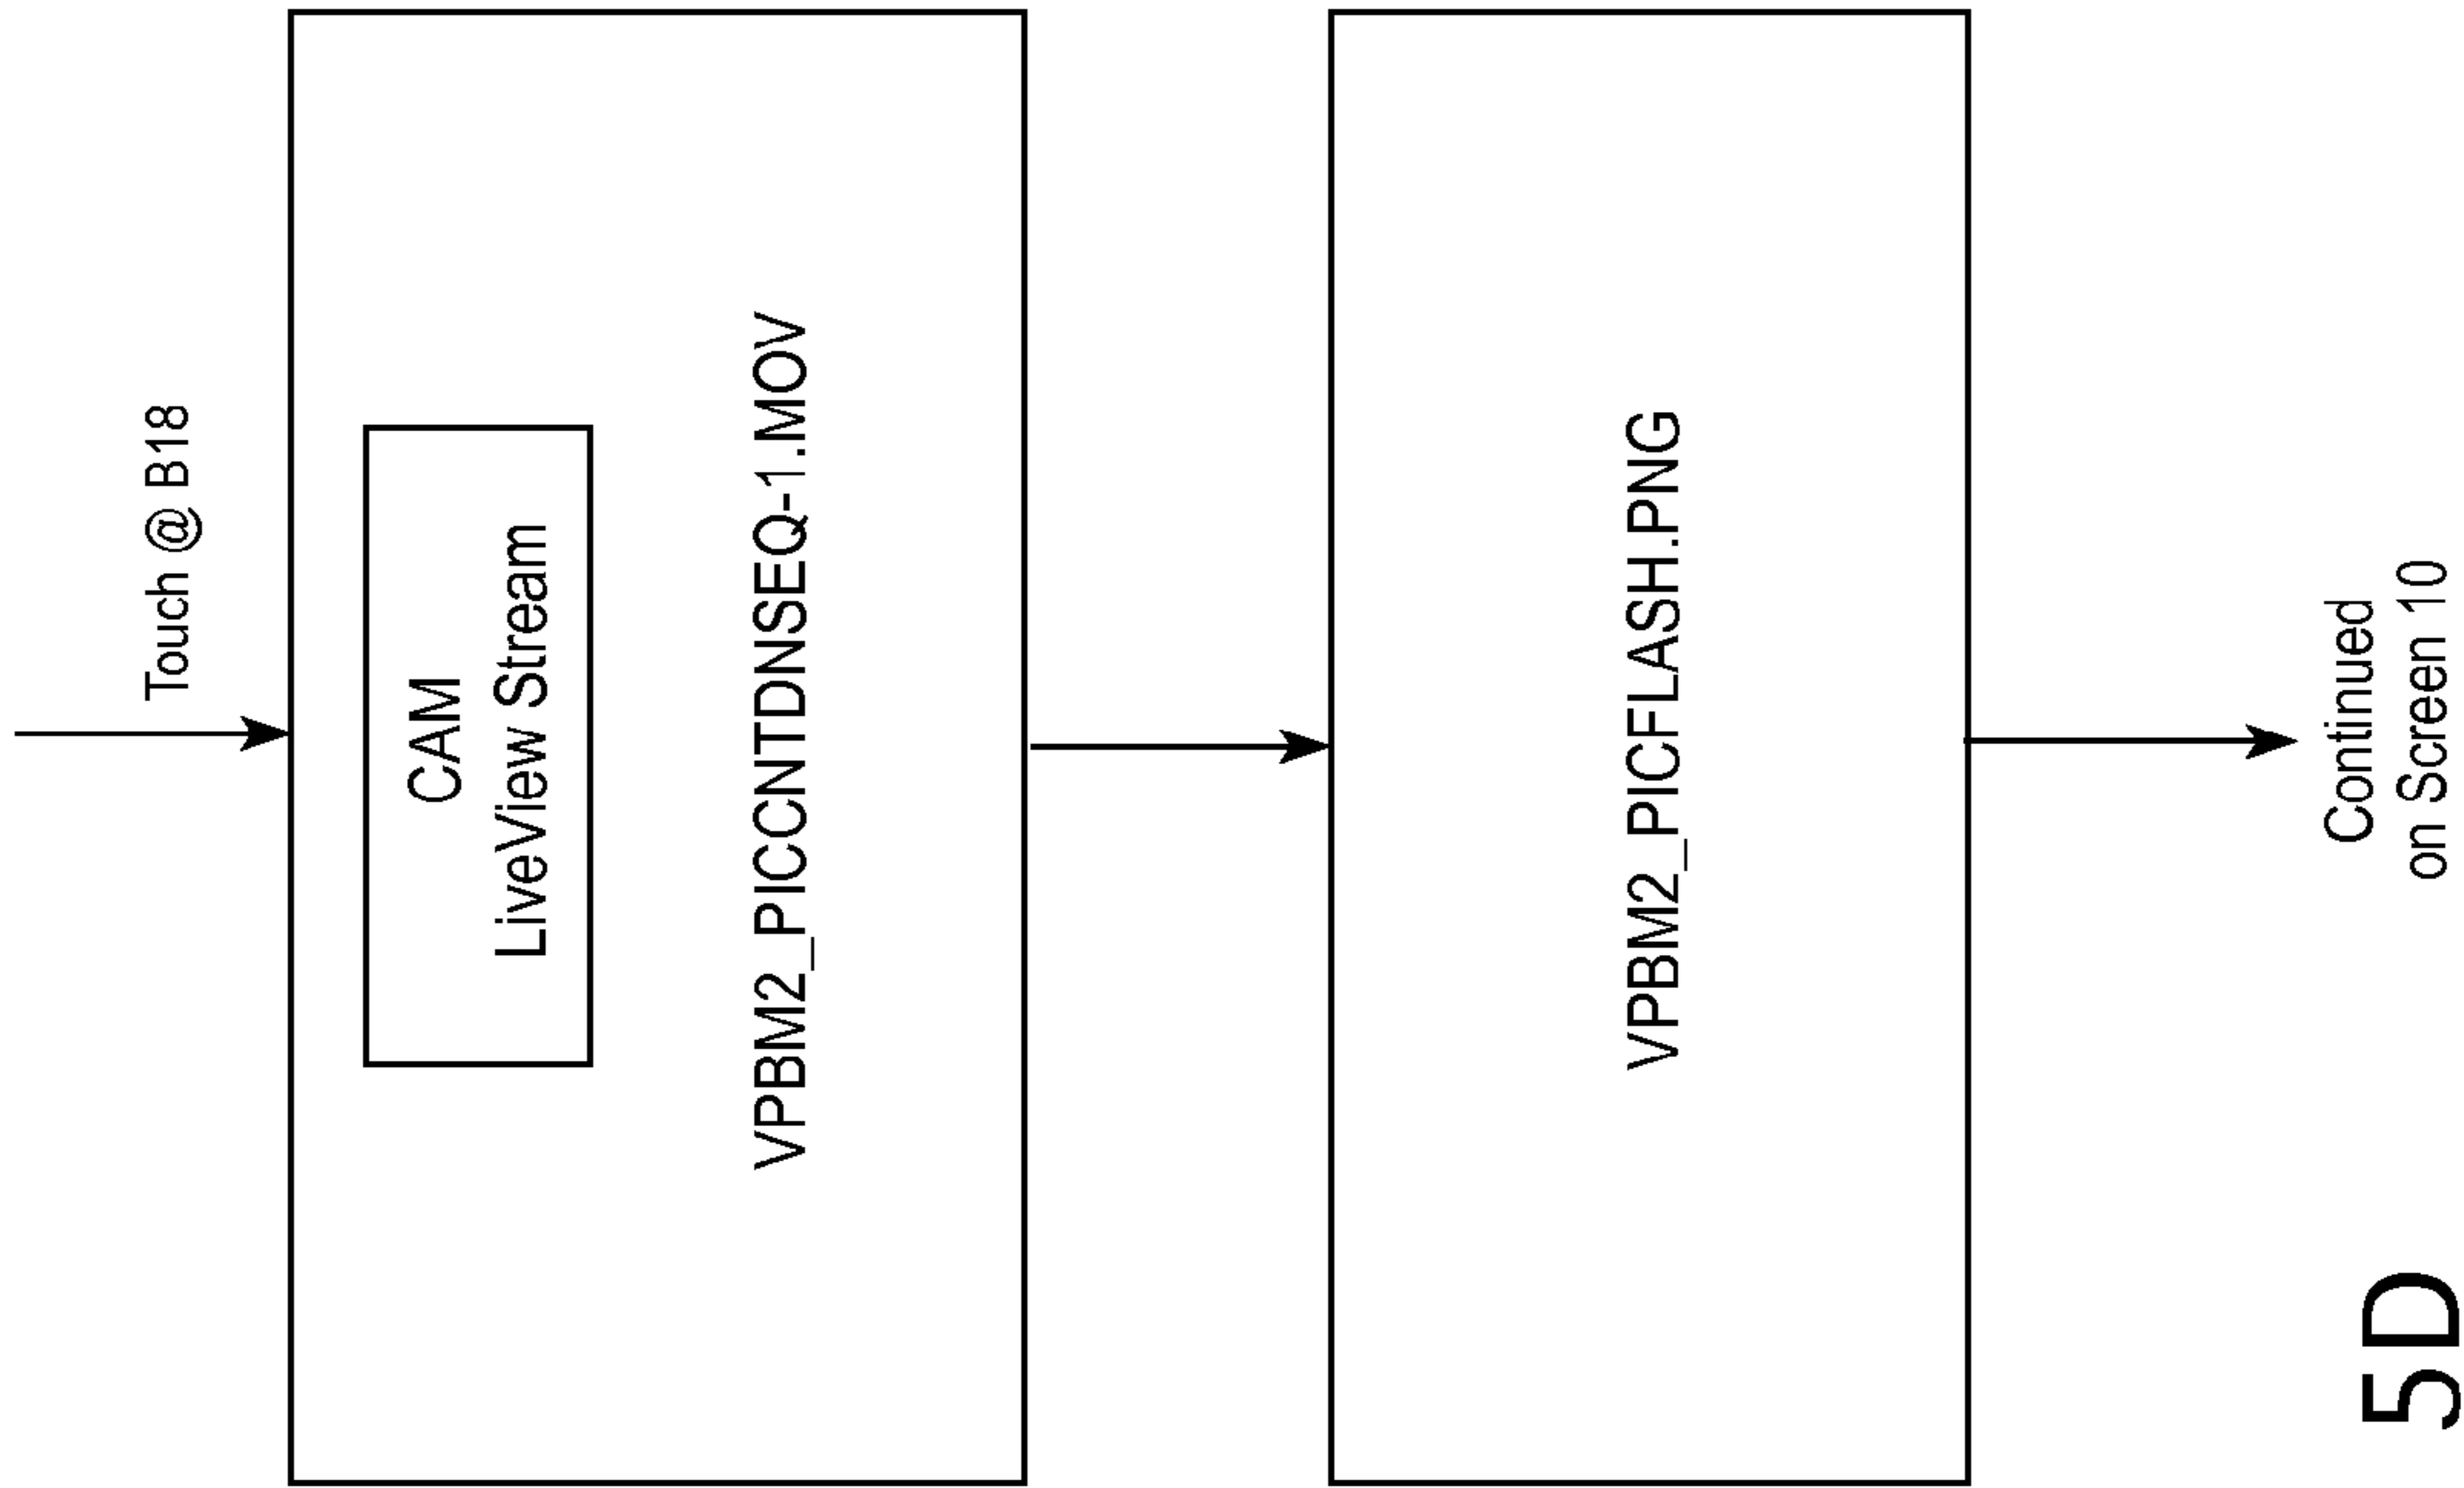 Touch @ B18
CAM
LiveView Stream
VPBM2_PICCNTDNSEQ-1.MOV
VPBM2_PICFLASH.PNG
Continued
on Screen 10
5D